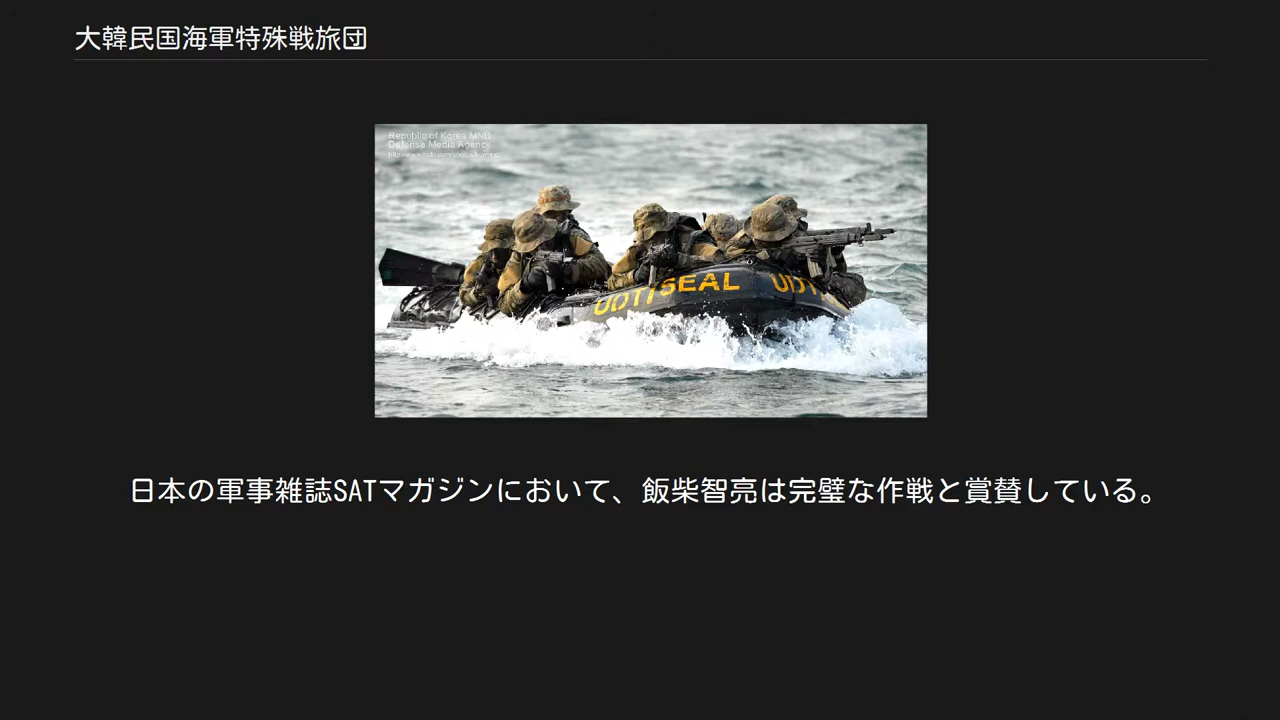 大韓民国海軍特殊戦旅団
Republic of Korea MND
Defense Media Agency
UDT/SEAL UDT
日本の軍事雑誌SATマガジンにおいて、飯柴智亮は完璧な作戦と賞賛している。